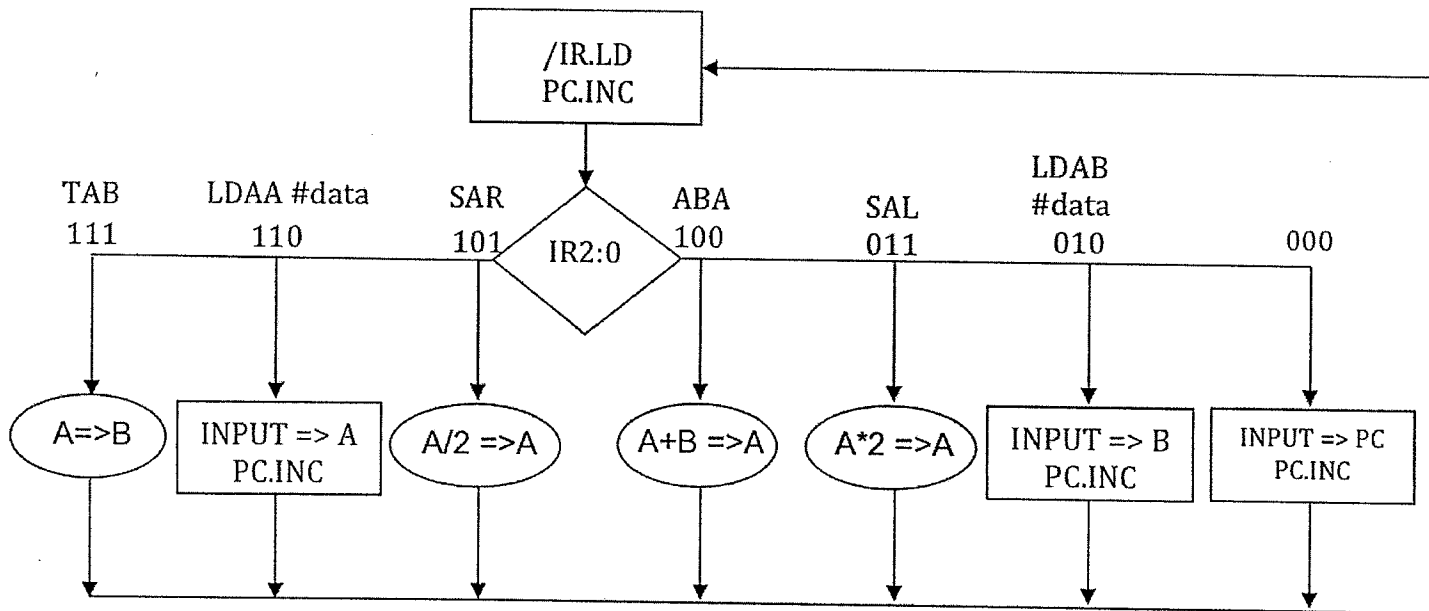 /IR.LD
PC.INC
TAB
111
LDAA #data
110
SAR
101
IR2:0
ABA
100
SAL
011
LDAB
#data
010
000
A=>B
INPUT => A
PC.INC
A/2 =>A
A+B =>A
A*2 =>A
INPUT => B
PC.INC
INPUT => PC
PC.INC